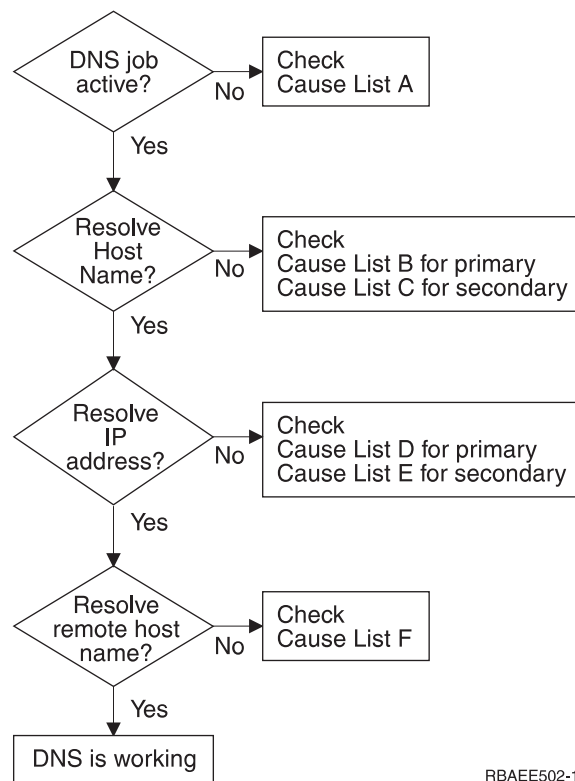 DNS job
active?
No
Check
Cause List A
Yes
Resolve
Host
Name?
No
Check
Cause List B for primary
Cause List C for secondary
Yes
Resolve
IP
address?
No
Check
Cause List D for primary
Cause List E for secondary
Yes
Resolve
remote host
name?
No
Check
Cause List F
Yes
DNS is working
RBAEE502-1